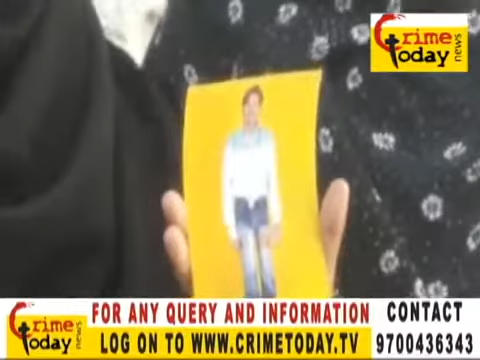 Crime
today
news
Crime
today
news
FOR ANY QUERY AND INFORMATION
LOG ON TO WWW.CRIMETODAY.TV
CONTACT
9700436343